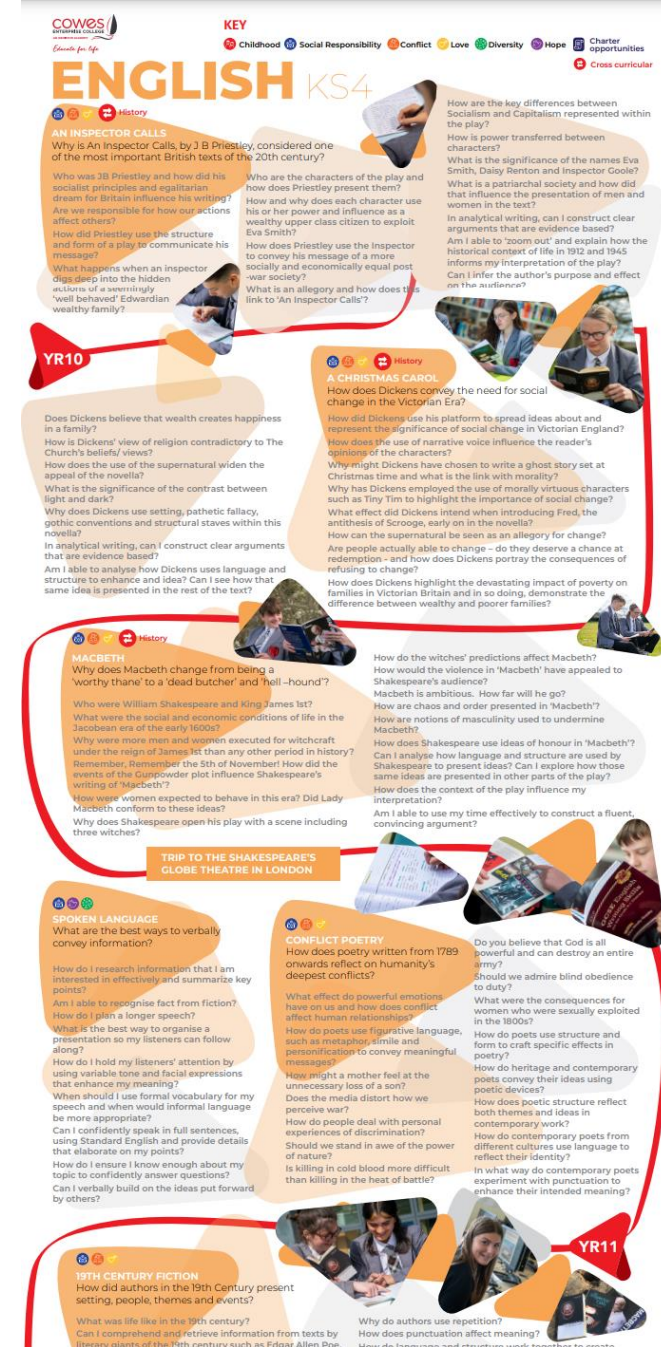 cowes
ENTERPRISE COLLEGE
Educate for life
KEY
Childhood Social Responsibility Conflict Love Diversity Hope Charter opportunities
Cross curricular
ENGLISH KS4
History
AN INSPECTOR CALLS
Why is An Inspector Calls, by J B Priestley, considered one
of the most important British texts of the 20th century?
Who was JB Priestley and how did his
socialist principles and egalitarian
dream for Britain influence his writing?
Are we responsible for how our actions
affect others?
How did Priestley use the structure
and form of a play to communicate his
message?
What happens when an inspector
digs deep into the hidden
actions of a seemingly
‘well behaved’ Edwardian
wealthy family?
Who are the characters of the play and
how does Priestley present them?
How and why does each character use
his or her power and influence as a
wealthy upper class citizen to exploit
Eva Smith?
How does Priestley use the Inspector
to convey his message of a more
socially and economically equal post
-war society?
What is an allegory and how does this
link to ‘An Inspector Calls’?
How are the key differences between
Socialism and Capitalism represented within
the play?
How is power transferred between
characters?
What is the significance of the names Eva
Smith, Daisy Renton and Inspector Goole?
What is a patriarchal society and how did
that influence the presentation of men and
women in the text?
In analytical writing, can I construct clear
arguments that are evidence based?
Am I able to ‘zoom out’ and explain how the
historical context of life in 1912 and 1945
informs my interpretation of the play?
Can I infer the author’s purpose and effect
on the audience?
YR10
History
A CHRISTMAS CAROL
How does Dickens convey the need for social
change in the Victorian Era?
How did Dickens use his platform to spread ideas about and
represent the significance of social change in Victorian England?
How does the use of narrative voice influence the reader’s
opinions of the characters?
Why might Dickens have chosen to write a ghost story set at
Christmas time and what is the link with morality?
Why has Dickens employed the use of morally virtuous characters
such as Tiny Tim to highlight the importance of social change?
What effect did Dickens intend when introducing Fred, the
antithesis of Scrooge, early on in the novella?
How can the supernatural be seen as an allegory for change?
Are people actually able to change – do they deserve a chance at
redemption - and how does Dickens portray the consequences of
refusing to change?
How does Dickens highlight the devastating impact of poverty on
families in Victorian Britain and in so doing, demonstrate the
difference between wealthy and poorer families?
Does Dickens believe that wealth creates happiness
in a family?
How is Dickens’ view of religion contradictory to The
Church’s beliefs/ views?
How does the use of the supernatural widen the
appeal of the novella?
What is the significance of the contrast between
light and dark?
Why does Dickens use setting, pathetic fallacy,
gothic conventions and structural staves within this
novella?
In analytical writing, can I construct clear arguments
that are evidence based?
Am I able to analyse how Dickens uses language and
structure to enhance and idea? Can I see how that
same idea is presented in the rest of the text?
History
MACBETH
Why does Macbeth change from being a
‘worthy thane’ to a ‘dead butcher’ and ‘hell –hound’?
Who were William Shakespeare and King James 1st?
What were the social and economic conditions of life in the
Jacobean era of the early 1600s?
Why were more men and women executed for witchcraft
under the reign of James 1st than any other period in history?
Remember, Remember the 5th of November! How did the
events of the Gunpowder plot influence Shakespeare’s
writing of ‘Macbeth’?
How were women expected to behave in this era? Did Lady
Macbeth conform to these ideas?
Why does Shakespeare open his play with a scene including
three witches?
How do the witches’ predictions affect Macbeth?
How would the violence in ‘Macbeth’ have appealed to
Shakespeare’s audience?
Macbeth is ambitious. How far will he go?
How are chaos and order presented in ‘Macbeth’?
How are notions of masculinity used to undermine
Macbeth?
How does Shakespeare use ideas of honour in ‘Macbeth’?
Can I analyse how language and structure are used by
Shakespeare to present ideas? Can I explore how those
same ideas are presented in other parts of the play?
How does the context of the play influence my
interpretation?
Am I able to use my time effectively to construct a fluent,
convincing argument?
TRIP TO THE SHAKESPEARE’S
GLOBE THEATRE IN LONDON
SPOKEN LANGUAGE
What are the best ways to verbally
convey information?
How do I research information that I am
interested in effectively and summarize key
points?
Am I able to recognise fact from fiction?
How do I plan a longer speech?
What is the best way to organise a
presentation so my listeners can follow
along?
How do I hold my listeners’ attention by
using variable tone and facial expressions
that enhance my meaning?
When should I use formal vocabulary for my
speech and when would informal language
be more appropriate?
Can I confidently speak in full sentences,
using Standard English and provide details
that elaborate on my points?
How do I ensure I know enough about my
topic to confidently answer questions?
Can I verbally build on the ideas put forward
by others?
CONFLICT POETRY
How does poetry written from 1789
onwards reflect on humanity’s
deepest conflicts?
What effect do powerful emotions
have on us and how does conflict
affect human relationships?
How do poets use figurative language,
such as metaphor, simile and
personification to convey meaningful
messages?
How might a mother feel at the
unnecessary loss of a son?
Does the media distort how we
perceive war?
How do people deal with personal
experiences of discrimination?
Should we stand in awe of the power
of nature?
Is killing in cold blood more difficult
than killing in the heat of battle?
Do you believe that God is all
powerful and can destroy an entire
army?
Should we admire blind obedience
to duty?
What were the consequences for
women who were sexually exploited
in the 1800s?
How do poets use structure and
form to craft specific effects in
poetry?
How do heritage and contemporary
poets convey their ideas using
poetic devices?
How does poetic structure reflect
both themes and ideas in
contemporary work?
How do contemporary poets from
different cultures use language to
reflect their identity?
In what way do contemporary poets
experiment with punctuation to
enhance their intended meaning?
YR11
19TH CENTURY FICTION
How did authors in the 19th Century present
setting, people, themes and events?
What was life like in the 19th century?
Can I comprehend and retrieve information from texts by
literary giants of the 19th century such as Edgar Allen Poe,
Why do authors use repetition?
How does punctuation affect meaning?
How do language and structure work together to create